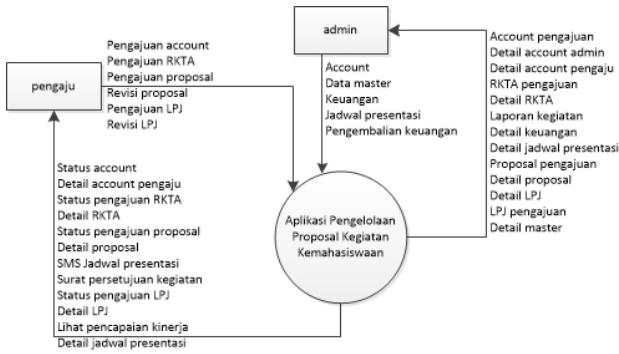 admin
pengaju
Pengajuan account
Pengajuan RKTA
Pengajuan proposal
Revisi proposal
Pengajuan LPJ
Revisi LPJ
Account
Data master
Keuangan
Jadwal presentasi
Pengembalian keuangan
Account pengajuan
Detail account admin
Detail account pengaju
RKTA pengajuan
Detail RKTA
Laporan kegiatan
Detail keuangan
Detail jadwal presentasi
Proposal pengajuan
Detail proposal
Detail LPJ
LPJ pengajuan
Detail master
Status account
Detail account pengaju
Status pengajuan RKTA
Detail RKTA
Status pengajuan proposal
Detail proposal
SMS Jadwal presentasi
Surat persetujuan kegiatan
Status pengajuan LPJ
Detail LPJ
Lihat pencapaian kinerja
Detail jadwal presentasi
Aplikasi Pengelolaan
Proposal Kegiatan
Kemahasiswaan